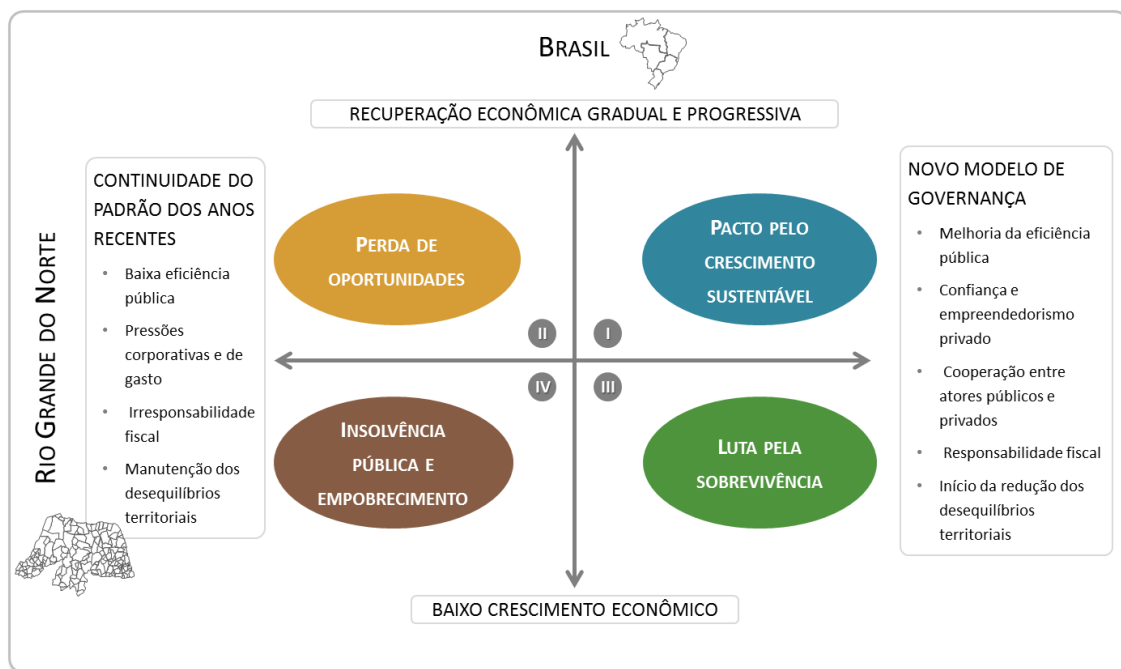 BRASIL
RECUPERAÇÃO ECONÔMICA GRADUAL E PROGRESSIVA
RIO GRANDE DO NORTE
CONTINUIDADE DO
PADRÃO DOS ANOS
RECENTES
• Baixa eficiência
pública
• Pressões
corporativas e de
gasto
• Irresponsabilidade
fiscal
• Manutenção dos
desequilíbrios
territoriais
PERDA DE
OPORTUNIDADES
PACTO PELO
CRESCIMENTO
SUSTENTÁVEL
II
I
IV
III
INSOLVÊNCIA
PÚBLICA E
EMPOBRECIMENTO
LUTA PELA
SOBREVIVÊNCIA
NOVO MODELO DE
GOVERNANÇA
• Melhoria da eficiência
pública
• Confiança e
empreendedorismo
privado
• Cooperação entre
atores públicos e
privados
• Responsabilidade fiscal
• Início da redução dos
desequilíbrios
territoriais
BAIXO CRESCIMENTO ECONÔMICO